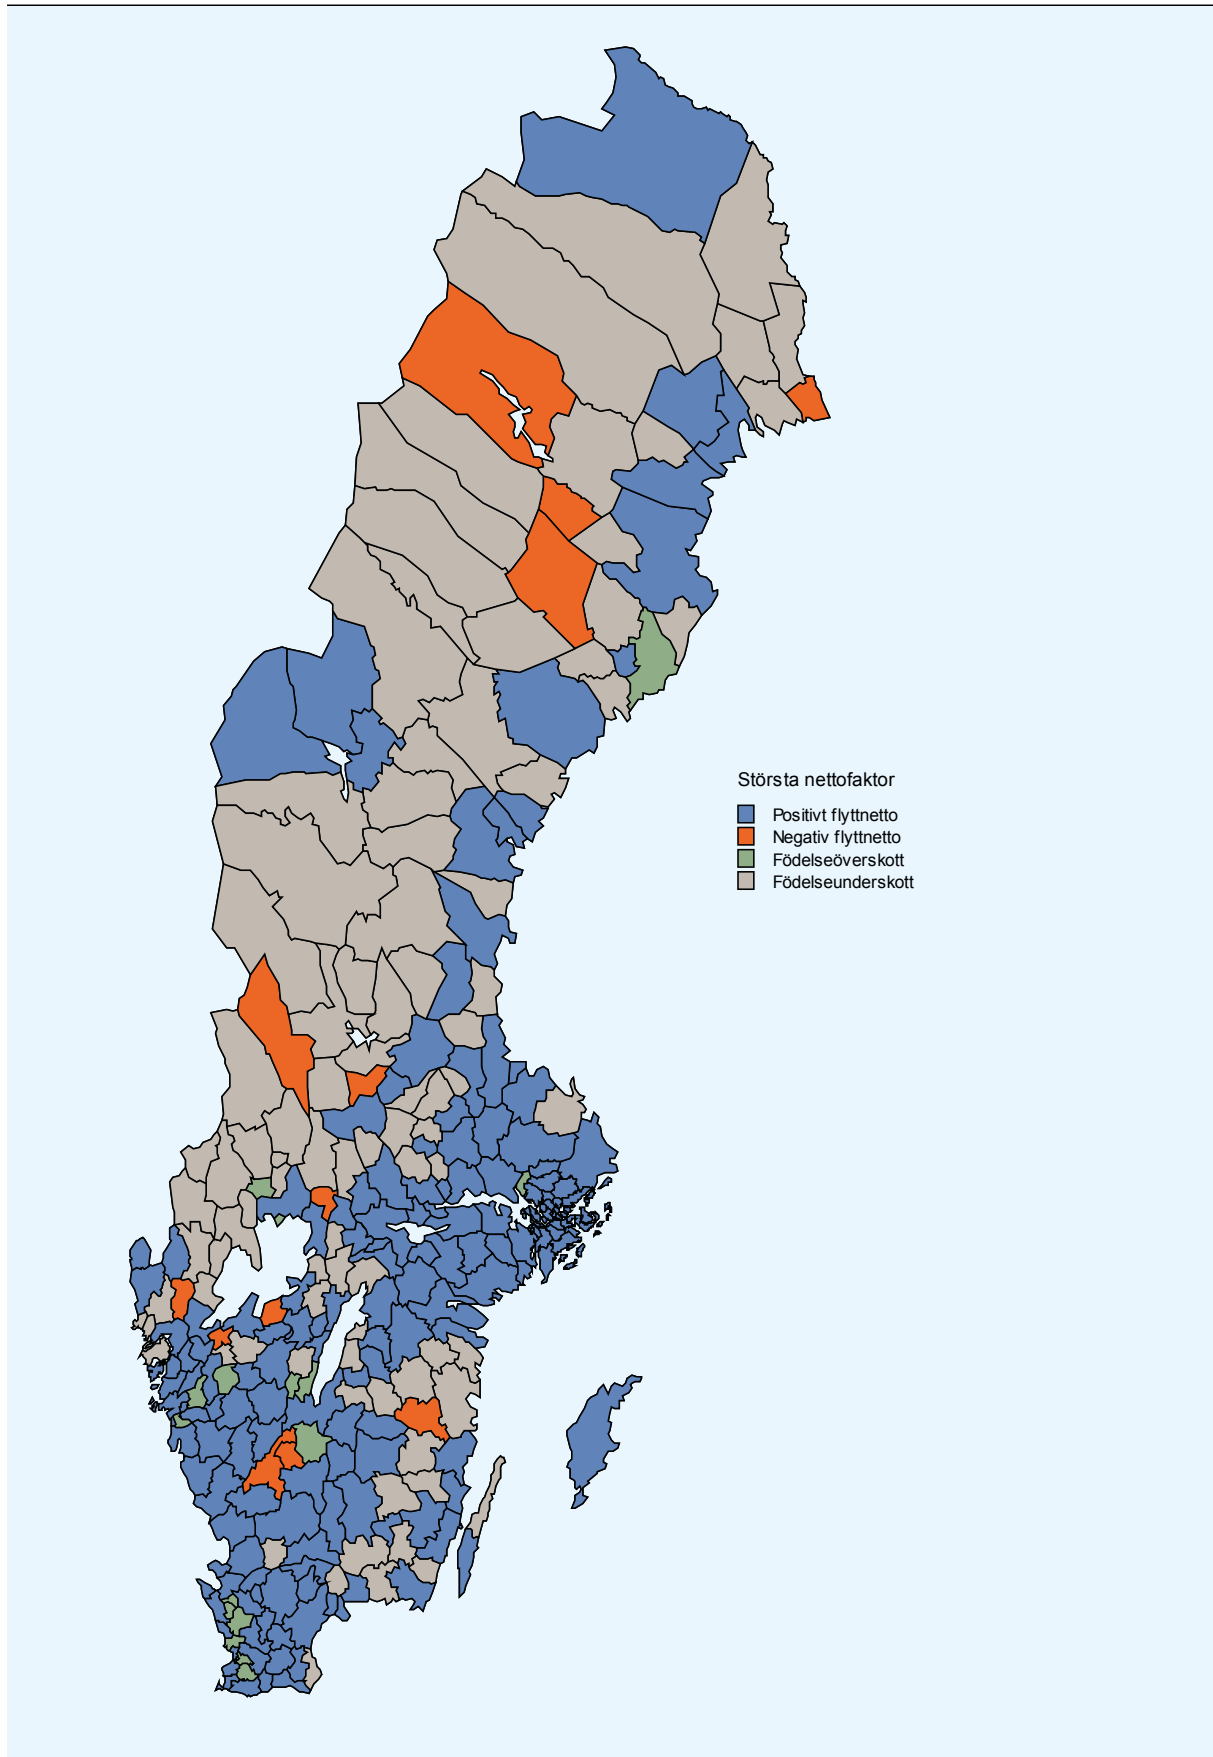 Största nettofaktor
Positivt flyttnetto
Negativ flyttnetto
Födelseöverskott
Födelseunderskott